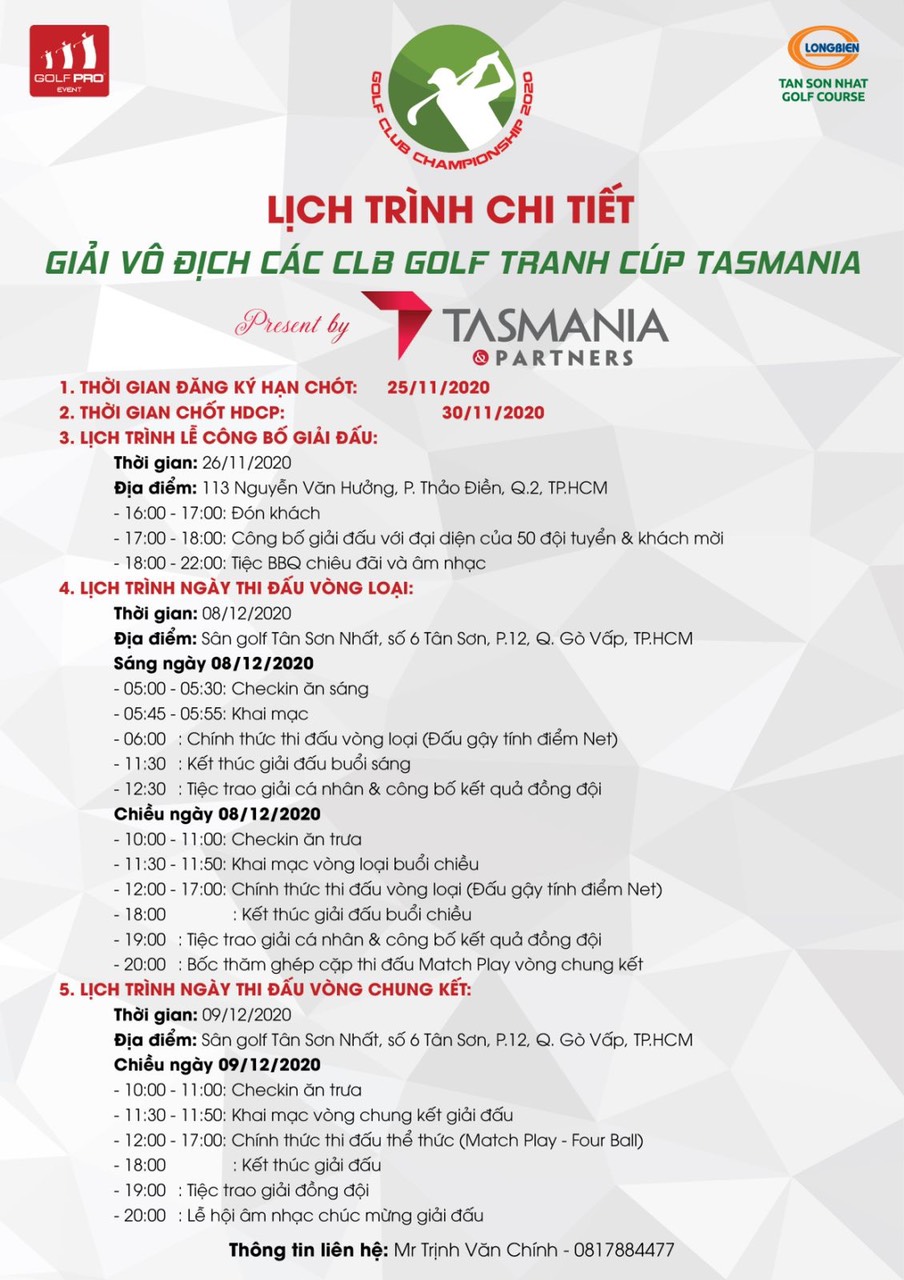 GOLF PRO
EVENT
GOLF CLUB CHAMPIONSHIP 2020
LONGBIEN
TAN SON NHAT
GOLF COURSE
LỊCH TRÌNH CHI TIẾT
GIẢI VÔ ĐỊCH CÁC CLB GOLF TRANH CÚP TASMANIA
Present by TASMANIA
& PARTNERS
1. THỜI GIAN ĐĂNG KÝ HẠN CHÓT: 25/11/2020
2. THỜI GIAN CHỐT HDCP: 30/11/2020
3. LỊCH TRÌNH LỄ CÔNG BỐ GIẢI ĐẤU:
Thời gian: 26/11/2020
Địa điểm: 113 Nguyễn Văn Hưởng, P. Thảo Điền, Q.2, TP.HCM
- 16:00 - 17:00: Đón khách
- 17:00 - 18:00: Công bố giải đấu với đại diện của 50 đội tuyển & khách mời
- 18:00 - 22:00: Tiệc BBQ chiêu đãi và âm nhạc
4. LỊCH TRÌNH NGÀY THI ĐẤU VÒNG LOẠI:
Thời gian: 08/12/2020
Địa điểm: Sân golf Tân Sơn Nhất, số 6 Tân Sơn, P.12, Q. Gò Vấp, TP.HCM
Sáng ngày 08/12/2020
- 05:00 - 05:30: Checkin ăn sáng
- 05:45 - 05:55: Khai mạc
- 06:00 : Chính thức thi đấu vòng loại (Đấu gậy tính điểm Net)
- 11:30 : Kết thúc giải đấu buổi sáng
- 12:30 : Tiệc trao giải cá nhân & công bố kết quả đồng đội
Chiều ngày 08/12/2020
- 10:00 - 11:00: Checkin ăn trưa
- 11:30 - 11:50: Khai mạc vòng loại buổi chiều
- 12:00 - 17:00: Chính thức thi đấu vòng loại (Đấu gậy tính điểm Net)
- 18:00 : Kết thúc giải đấu buổi chiều
- 19:00 : Tiệc trao giải cá nhân & công bố kết quả đồng đội
- 20:00 : Bốc thăm ghép cặp thi đấu Match Play vòng chung kết
5. LỊCH TRÌNH NGÀY THI ĐẤU VÒNG CHUNG KẾT:
Thời gian: 09/12/2020
Địa điểm: Sân golf Tân Sơn Nhất, số 6 Tân Sơn, P.12, Q. Gò Vấp, TP.HCM
Chiều ngày 09/12/2020
- 10:00 - 11:00: Checkin ăn trưa
- 11:30 - 11:50: Khai mạc vòng chung kết giải đấu
- 12:00 - 17:00: Chính thức thi đấu thể thức (Match Play - Four Ball)
- 18:00 : Kết thúc giải đấu
- 19:00 : Tiệc trao giải đồng đội
- 20:00 : Lễ hội âm nhạc chúc mừng giải đấu
Thông tin liên hệ: Mr Trịnh Văn Chính - 0817884477